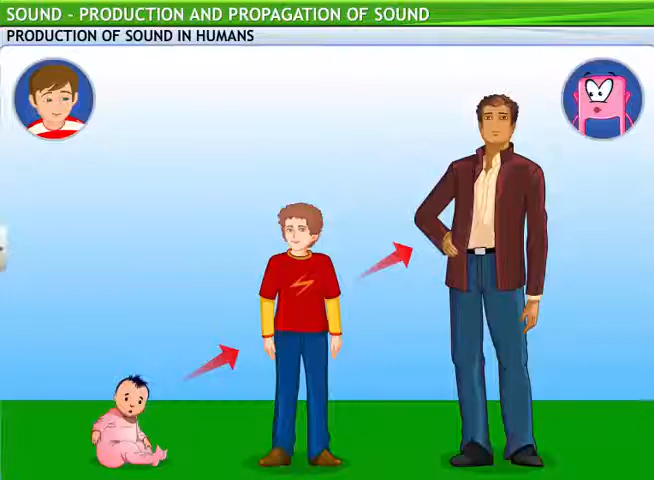 SOUND - PRODUCTION AND PROPAGATION OF SOUND
PRODUCTION OF SOUND IN HUMANS